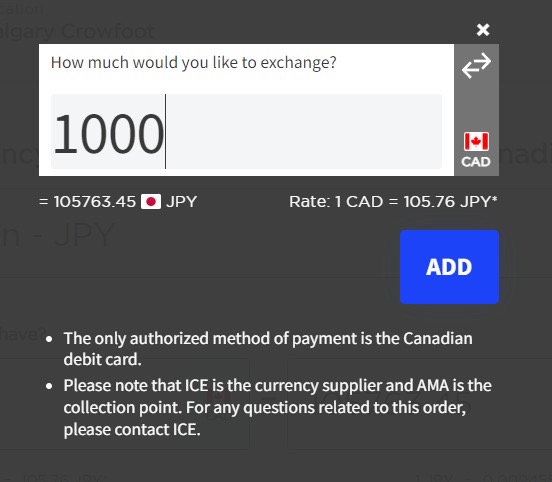 algary Crowfoot
How much would you like to exchange?
1000
CAD
= 105763.45 JPY
Rate: 1 CAD = 105.76 JPY*
n - JPY
ADD
have?
• The only authorized method of payment is the Canadian
debit card.
• Please note that ICE is the currency supplier and AMA is the
collection point. For any questions related to this order,
please contact ICE.